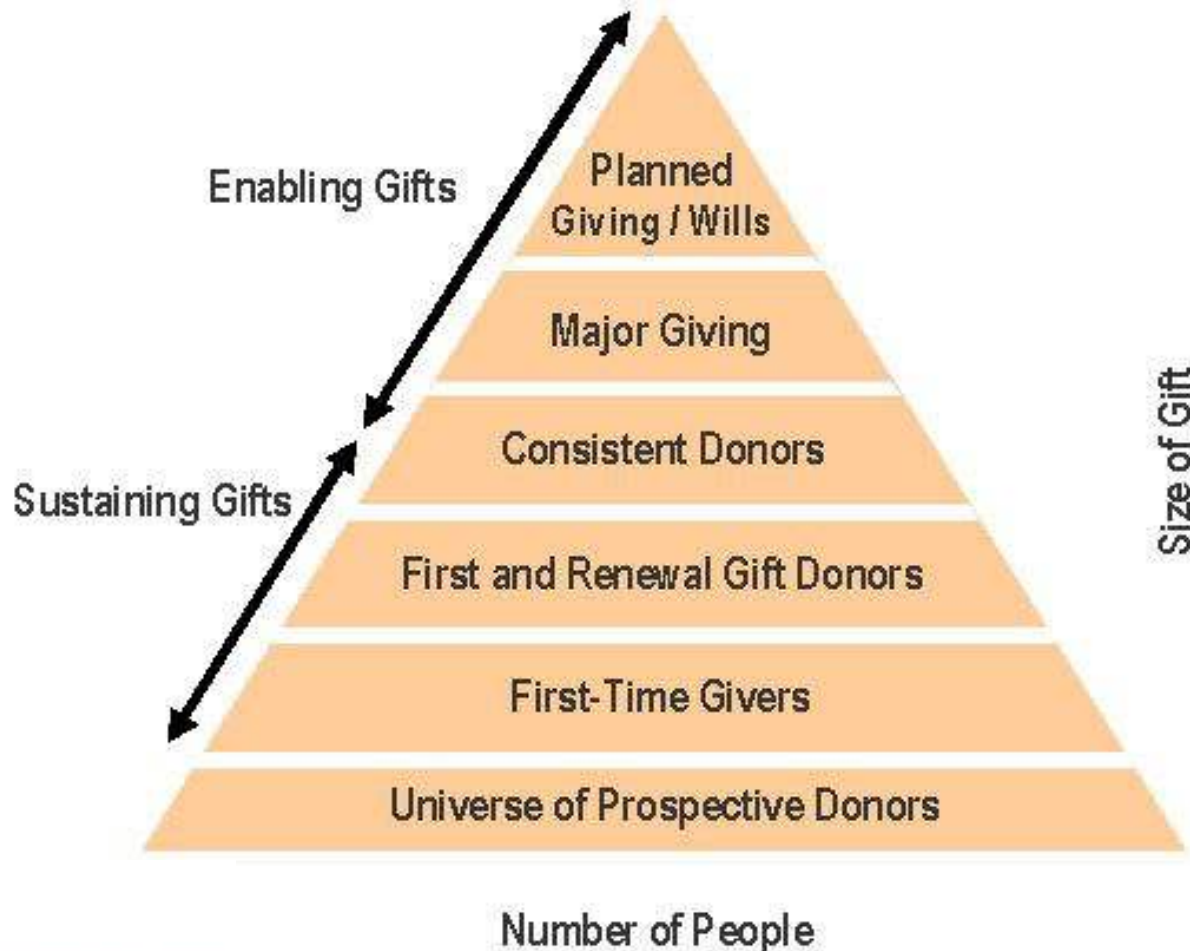 Enabling Gifts
Planned
Giving / Wills
Major Giving
Consistent Donors
Sustaining Gifts
First and Renewal Gift Donors
First-Time Givers
Universe of Prospective Donors
Size of Gift
Number of People